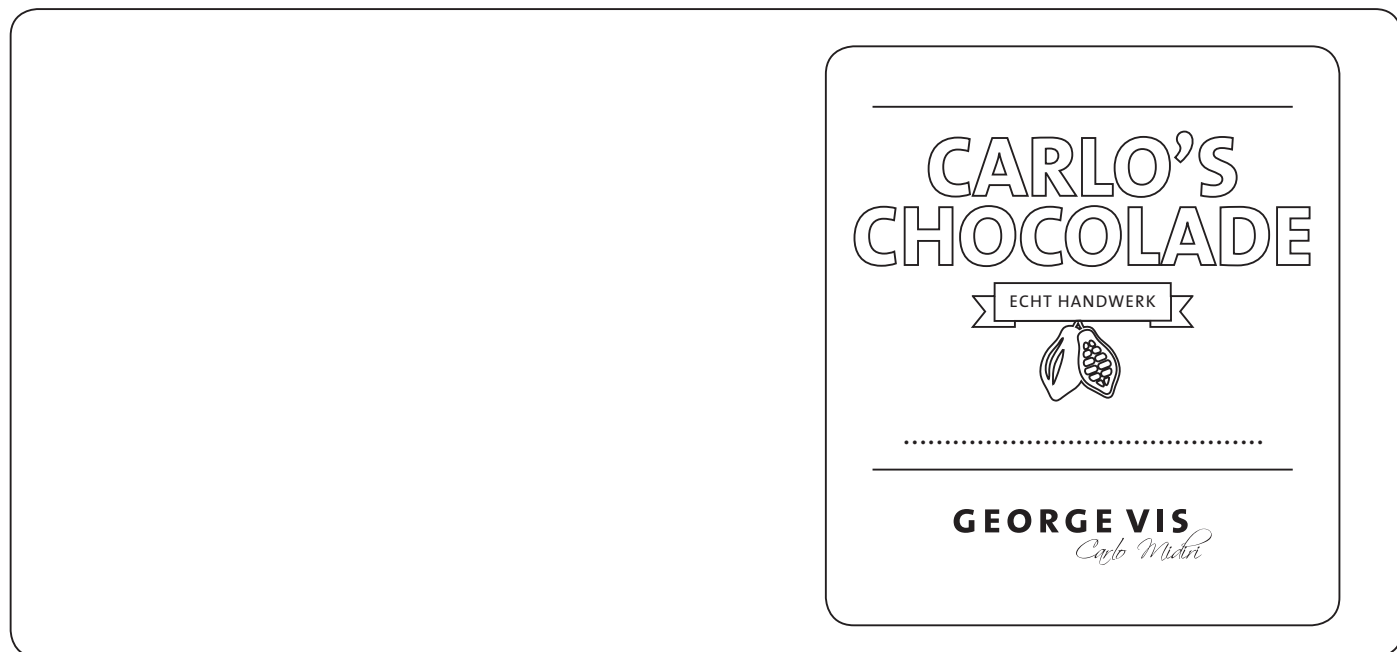 CARLO'S
CHOCOLADE
ECHT HANDWERK
GEORGE VIS
Carlo Midiri